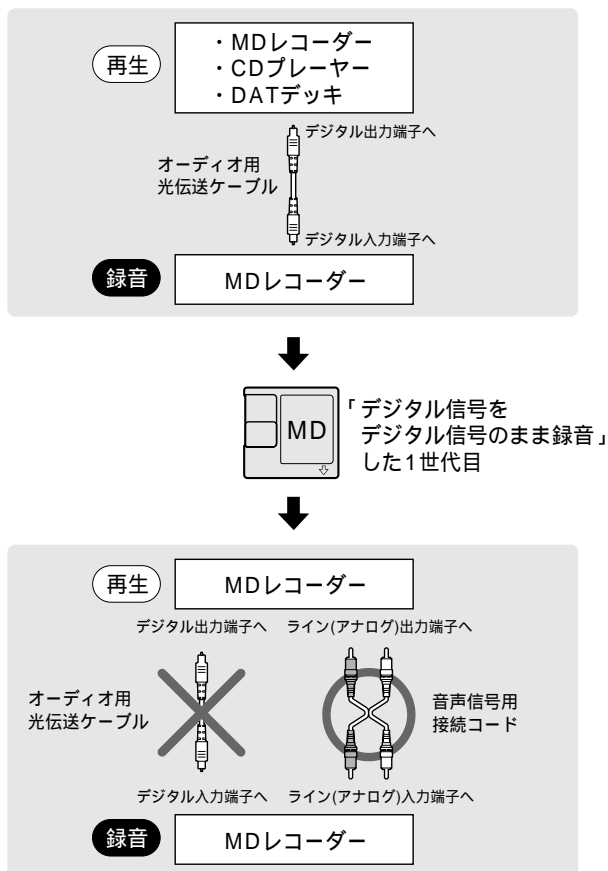 再生
・MDレコーダー
・CDプレーヤー
・DATデッキ
デジタル出力端子へ
オーディオ用
光伝送ケーブル
デジタル入力端子へ
録音
MDレコーダー
MD
「デジタル信号を
デジタル信号のまま録音」
した1世代目
再生
MDレコーダー
デジタル出力端子へ ライン(アナログ)出力端子へ
オーディオ用
光伝送ケーブル
音声信号用
接続コード
デジタル入力端子へ ライン(アナログ)入力端子へ
録音
MDレコーダー